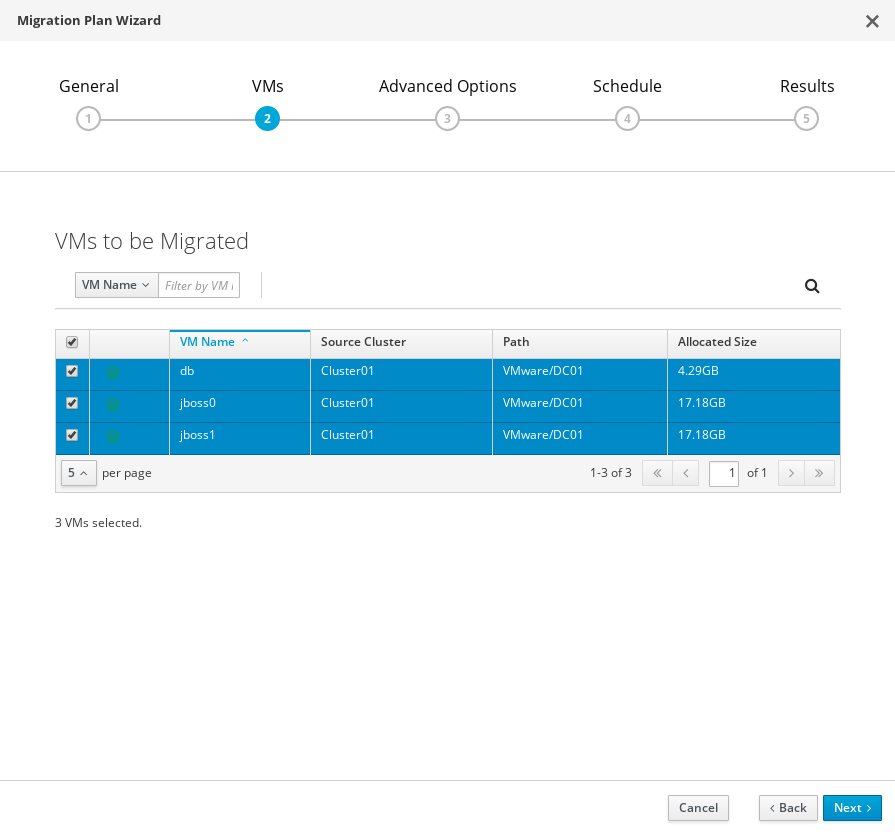 Migration Plan Wizard
General VMs Advanced Options Schedule Results
1 2 3 4 5
VMs to be Migrated
VM Name Filter by VM
VM Name Source Cluster Path Allocated Size
db Cluster01 VMware/DC01 4.29GB
jboss0 Cluster01 VMware/DC01 17.18GB
jboss1 Cluster01 VMware/DC01 17.18GB
5 per page 1-3 of 3 1 of 1
3 VMs selected.
Cancel Back Next